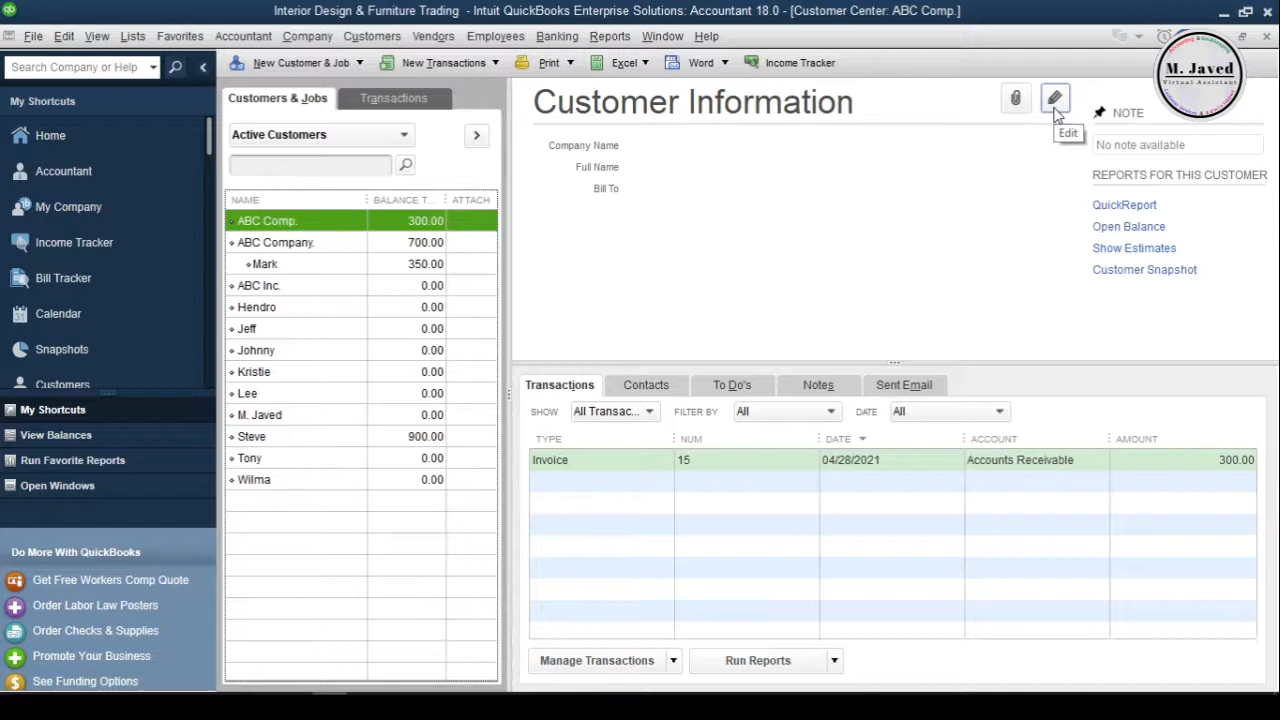 Interior Design & Furniture Trading - Intuit QuickBooks Enterprise Solutions: Accountant 18.0 - [Customer Center: ABC Comp.]
File Edit View Lists Favorites Accountant Company Customers Vendors Employees Banking Reports Window Help
Search Company or Help
New Customer & Job New Transactions Print Excel Word Income Tracker
M. Javed
Virtual Assistant
My Shortcuts
Home
Accountant
My Company
Income Tracker
Bill Tracker
Calendar
Snapshots
Customers
My Shortcuts
View Balances
Run Favorite Reports
Open Windows
Do More With QuickBooks
Get Free Workers Comp Quote
Order Labor Law Posters
Order Checks & Supplies
Promote Your Business
See Funding Options
Customers & Jobs Transactions
Active Customers
NAME BALANCE T... ATTACH
ABC Comp. 300.00
ABC Company. 700.00
Mark 350.00
ABC Inc. 0.00
Hendro 0.00
Jeff 0.00
Johnny 0.00
Kristie 0.00
Lee 0.00
M. Javed 0.00
Steve 900.00
Tony 0.00
Wilma 0.00
Customer Information
Edit
Company Name
Full Name
Bill To
NOTE
No note available
REPORTS FOR THIS CUSTOMER
QuickReport
Open Balance
Show Estimates
Customer Snapshot
Transactions Contacts To Do's Notes Sent Email
SHOW All Transac... FILTER BY All DATE All
TYPE NUM DATE ACCOUNT AMOUNT
Invoice 15 04/28/2021 Accounts Receivable 300.00
Manage Transactions Run Reports